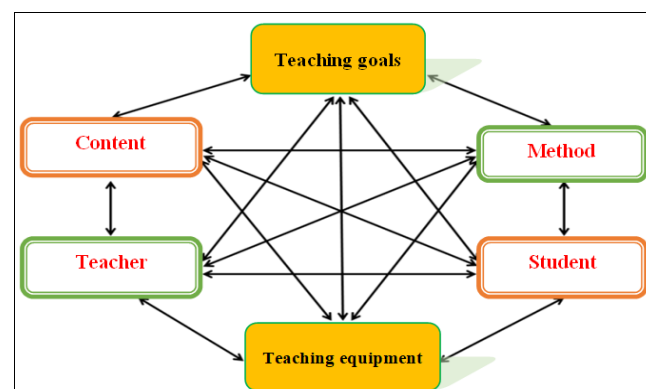 Teaching goals
Content
Method
Teacher
Student
Teaching equipment